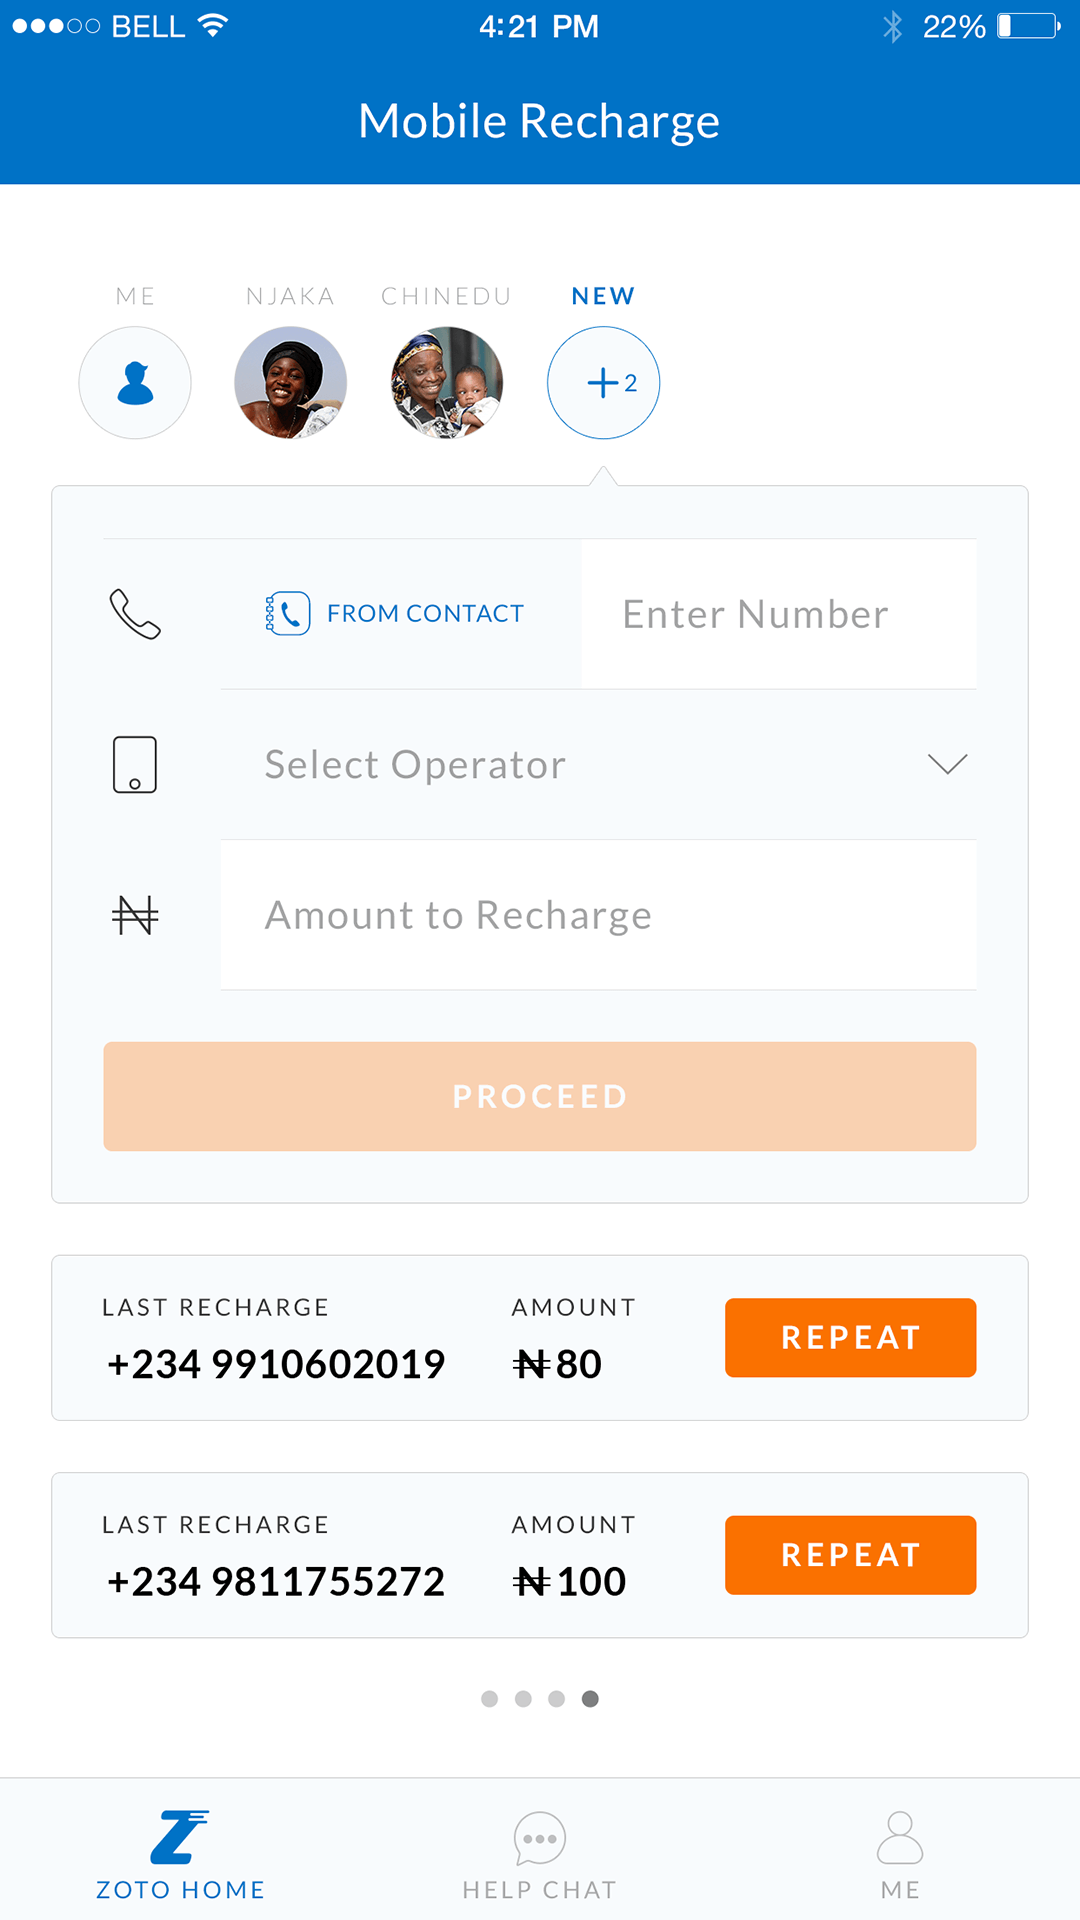 BELL 4:21 PM 22%
Mobile Recharge
ME NJAKA CHINEDU NEW
+2
FROM CONTACT Enter Number
Select Operator
₦ Amount to Recharge
PROCEED
LAST RECHARGE AMOUNT
+234 9910602019 ₦80
REPEAT
LAST RECHARGE AMOUNT
+234 9811755272 ₦100
REPEAT
ZOTO HOME HELP CHAT ME